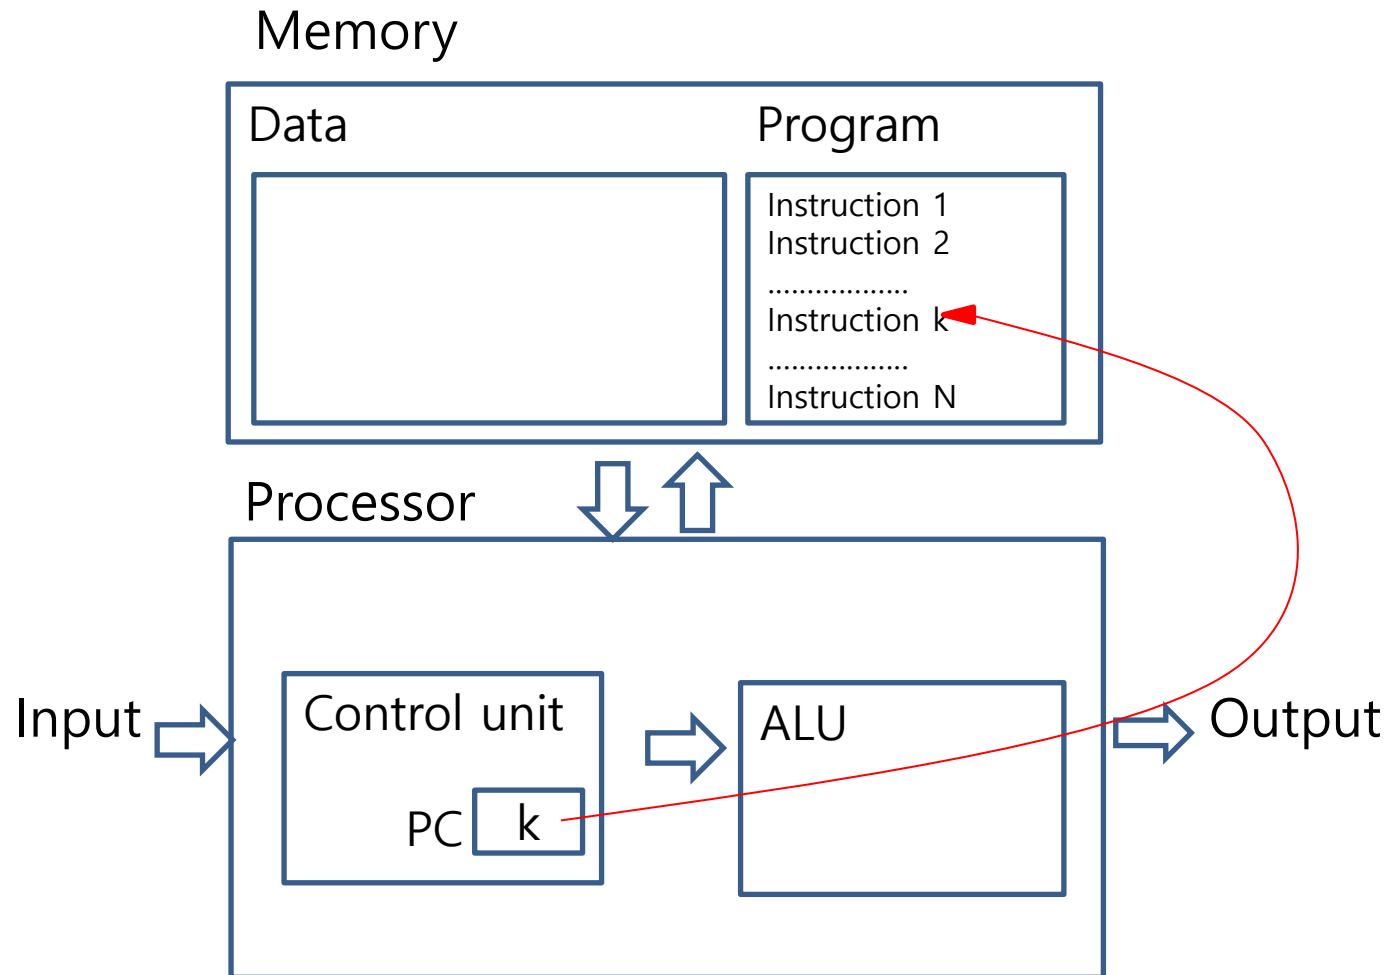 Memory
Data
Program
Instruction 1
Instruction 2
..................
Instruction k
..................
Instruction N
Processor
Input
Control unit
PC
k
ALU
Output